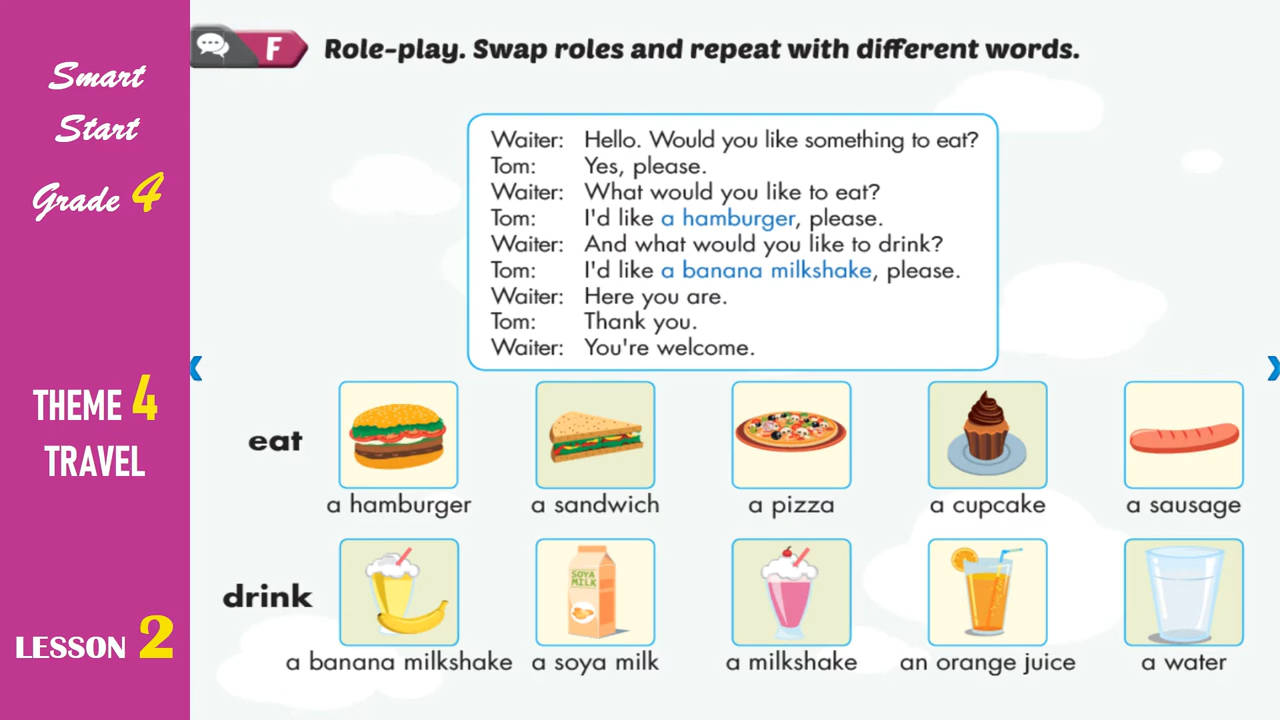 Smart
Start
Grade 4
THEME 4
TRAVEL
LESSON 2
F Role-play. Swap roles and repeat with different words.
Waiter: Hello. Would you like something to eat?
Tom: Yes, please.
Waiter: What would you like to eat?
Tom: I'd like a hamburger, please.
Waiter: And what would you like to drink?
Tom: I'd like a banana milkshake, please.
Waiter: Here you are.
Tom: Thank you.
Waiter: You're welcome.
eat
a hamburger a sandwich a pizza a cupcake a sausage
SOYA
MILK
drink
a banana milkshake a soya milk a milkshake an orange juice a water